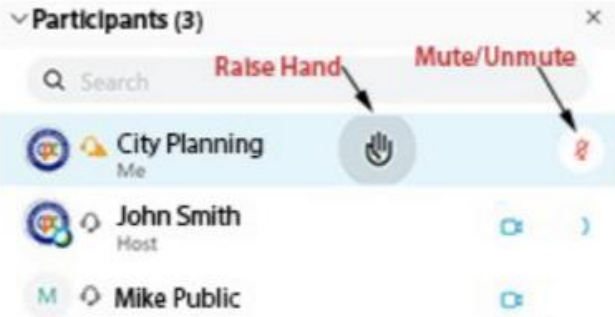 Participants (3)
Search
Raise Hand
Mute/Unmute
City Planning
Me
John Smith
Host
M
Mike Public